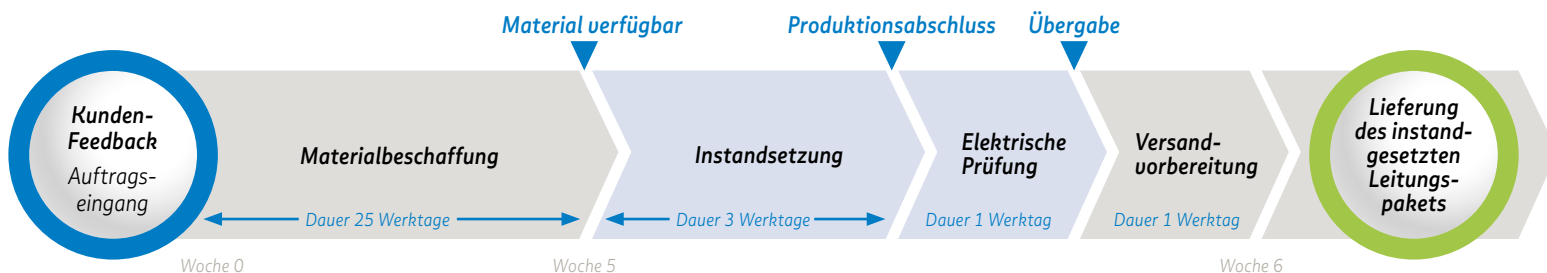 Material verfügbar
Produktionsabschluss
Übergabe
Kunden-
Feedback
Auftrags-
eingang
Materialbeschaffung
Dauer 25 Werktage
Instandsetzung
Dauer 3 Werktage
Elektrische
Prüfung
Dauer 1 Werktag
Versand-
vorbereitung
Dauer 1 Werktag
Lieferung
des instand-
gesetzten
Leitungs-
pakets
Woche 0
Woche 5
Woche 6